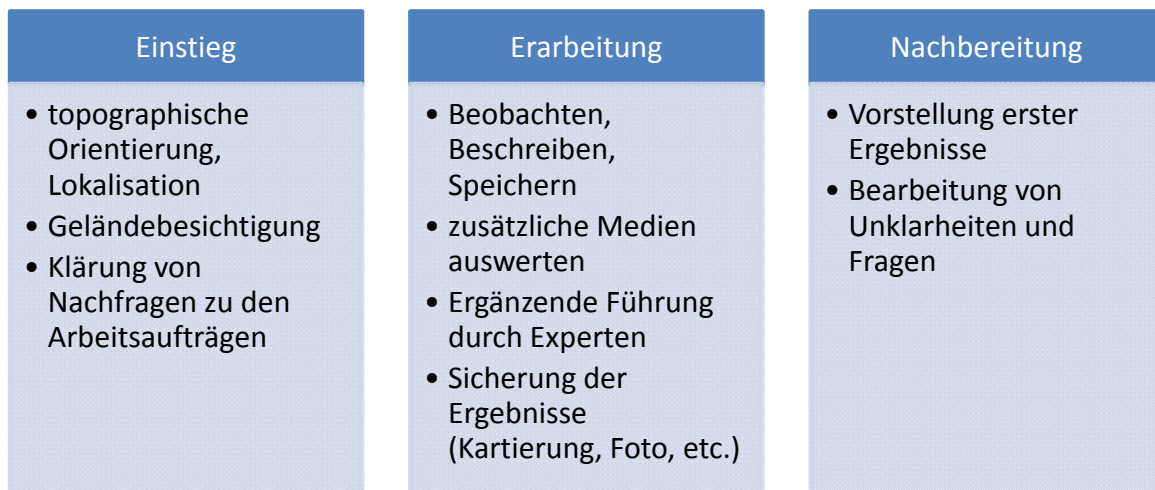 Einstieg
• topographische
Orientierung,
Lokalisation
• Geländebesichtigung
• Klärung von
Nachfragen zu den
Arbeitsaufträgen
Erarbeitung
• Beobachten,
Beschreiben,
Speichern
• zusätzliche Medien
auswerten
• Ergänzende Führung
durch Experten
• Sicherung der
Ergebnisse
(Kartierung, Foto, etc.)
Nachbereitung
• Vorstellung erster
Ergebnisse
• Bearbeitung von
Unklarheiten und
Fragen